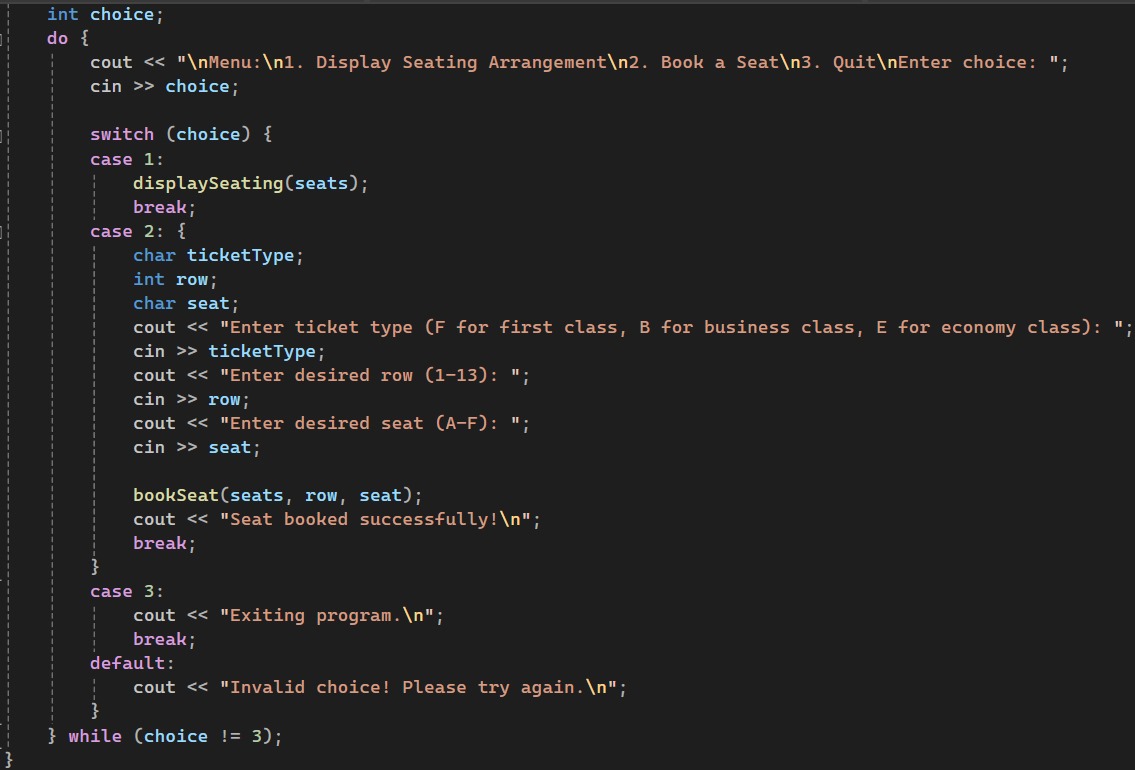 int choice;
do {
cout << "\nMenu:\n1. Display Seating Arrangement\n2. Book a Seat\n3. Quit\nEnter choice: ";
cin >> choice;
switch (choice) {
case 1:
displaySeating(seats);
break;
case 2: {
char ticketType;
int row;
char seat;
cout << "Enter ticket type (F for first class, B for business class, E for economy class): ";
cin >> ticketType;
cout << "Enter desired row (1-13): ";
cin >> row;
cout << "Enter desired seat (A-F): ";
cin >> seat;
bookSeat(seats, row, seat);
cout << "Seat booked successfully!\n";
break;
}
case 3:
cout << "Exiting program.\n";
break;
default:
cout << "Invalid choice! Please try again.\n";
}
} while (choice != 3);
}